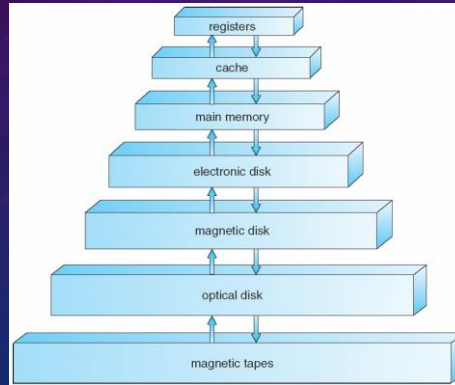 registers
cache
main memory
electronic disk
magnetic disk
optical disk
magnetic tapes